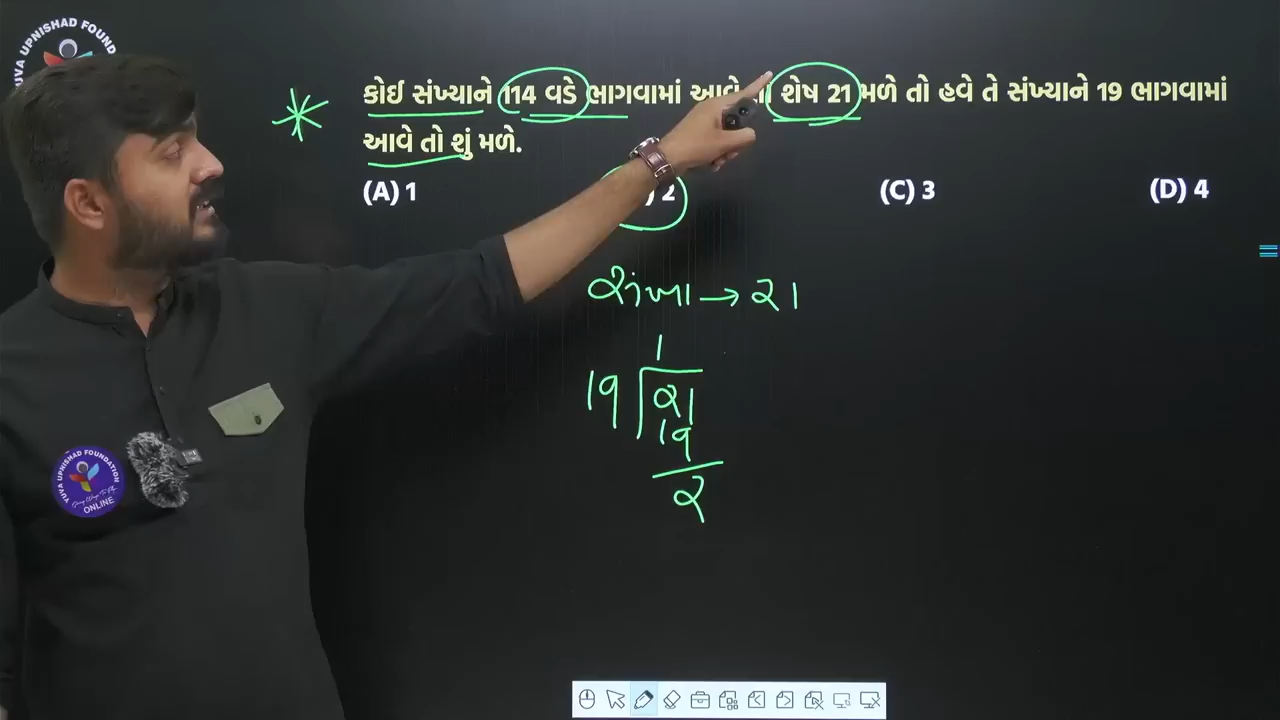 YUVA UPNISHAD FOUND
કોઈ સંખ્યાને 114 વડે ભાગવામાં આવે શેષ 21 મળે તો હવે તે સંખ્યાને 19 ભાગવામાં
આવે તો શું મળે.
(A) 1
) 2
(C) 3
(D) 4
સંખ્યા → ૨૧
1
19 ૨૧
19
૨
YUVA UPNISHAD FOUNDATION
ONLINE